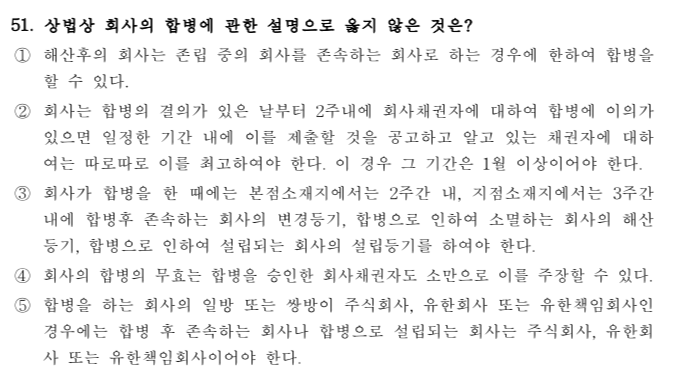 51. 상법상 회사의 합병에 관한 설명으로 옳지 않은 것은?
① 해산후의 회사는 존립 중의 회사를 존속하는 회사로 하는 경우에 한하여 합병을
할 수 있다.
② 회사는 합병의 결의가 있은 날부터 2주내에 회사채권자에 대하여 합병에 이의가
있으면 일정한 기간 내에 이를 제출할 것을 공고하고 알고 있는 채권자에 대하
여는 따로따로 이를 최고하여야 한다. 이 경우 그 기간은 1월 이상이어야 한다.
③ 회사가 합병을 한 때에는 본점소재지에서는 2주간 내, 지점소재지에서는 3주간
내에 합병후 존속하는 회사의 변경등기, 합병으로 인하여 소멸하는 회사의 해산
등기, 합병으로 인하여 설립되는 회사의 설립등기를 하여야 한다.
④ 회사의 합병의 무효는 합병을 승인한 회사채권자도 소만으로 이를 주장할 수 있다.
⑤ 합병을 하는 회사의 일방 또는 쌍방이 주식회사, 유한회사 또는 유한책임회사인
경우에는 합병 후 존속하는 회사나 합병으로 설립되는 회사는 주식회사, 유한회
사 또는 유한책임회사이어야 한다.